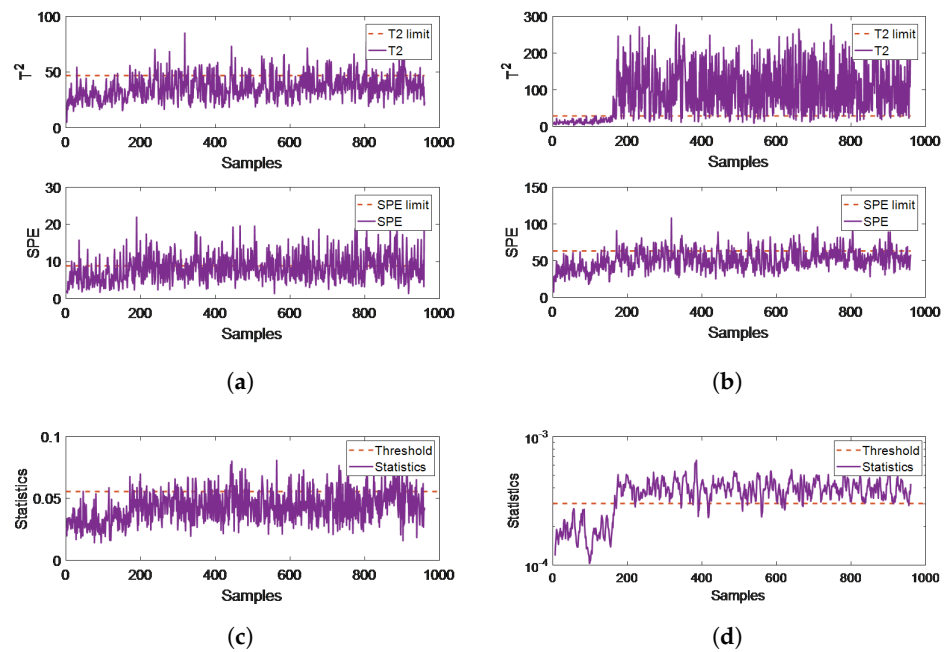 100
50
0
T²
T2 limit
T2
0 200 400 600 800 1000
Samples
300
200
100
0
T²
T2 limit
T2
0 200 400 600 800 1000
Samples
30
20
10
0
SPE
SPE limit
SPE
0 200 400 600 800 1000
Samples
150
100
50
0
SPE
SPE limit
SPE
0 200 400 600 800 1000
Samples
(a)
(b)
0.1
0.05
0
Statistics
Threshold
Statistics
0 200 400 600 800 1000
Samples
10⁻³
10⁻⁴
Statistics
Threshold
Statistics
0 200 400 600 800 1000
Samples
(c)
(d)